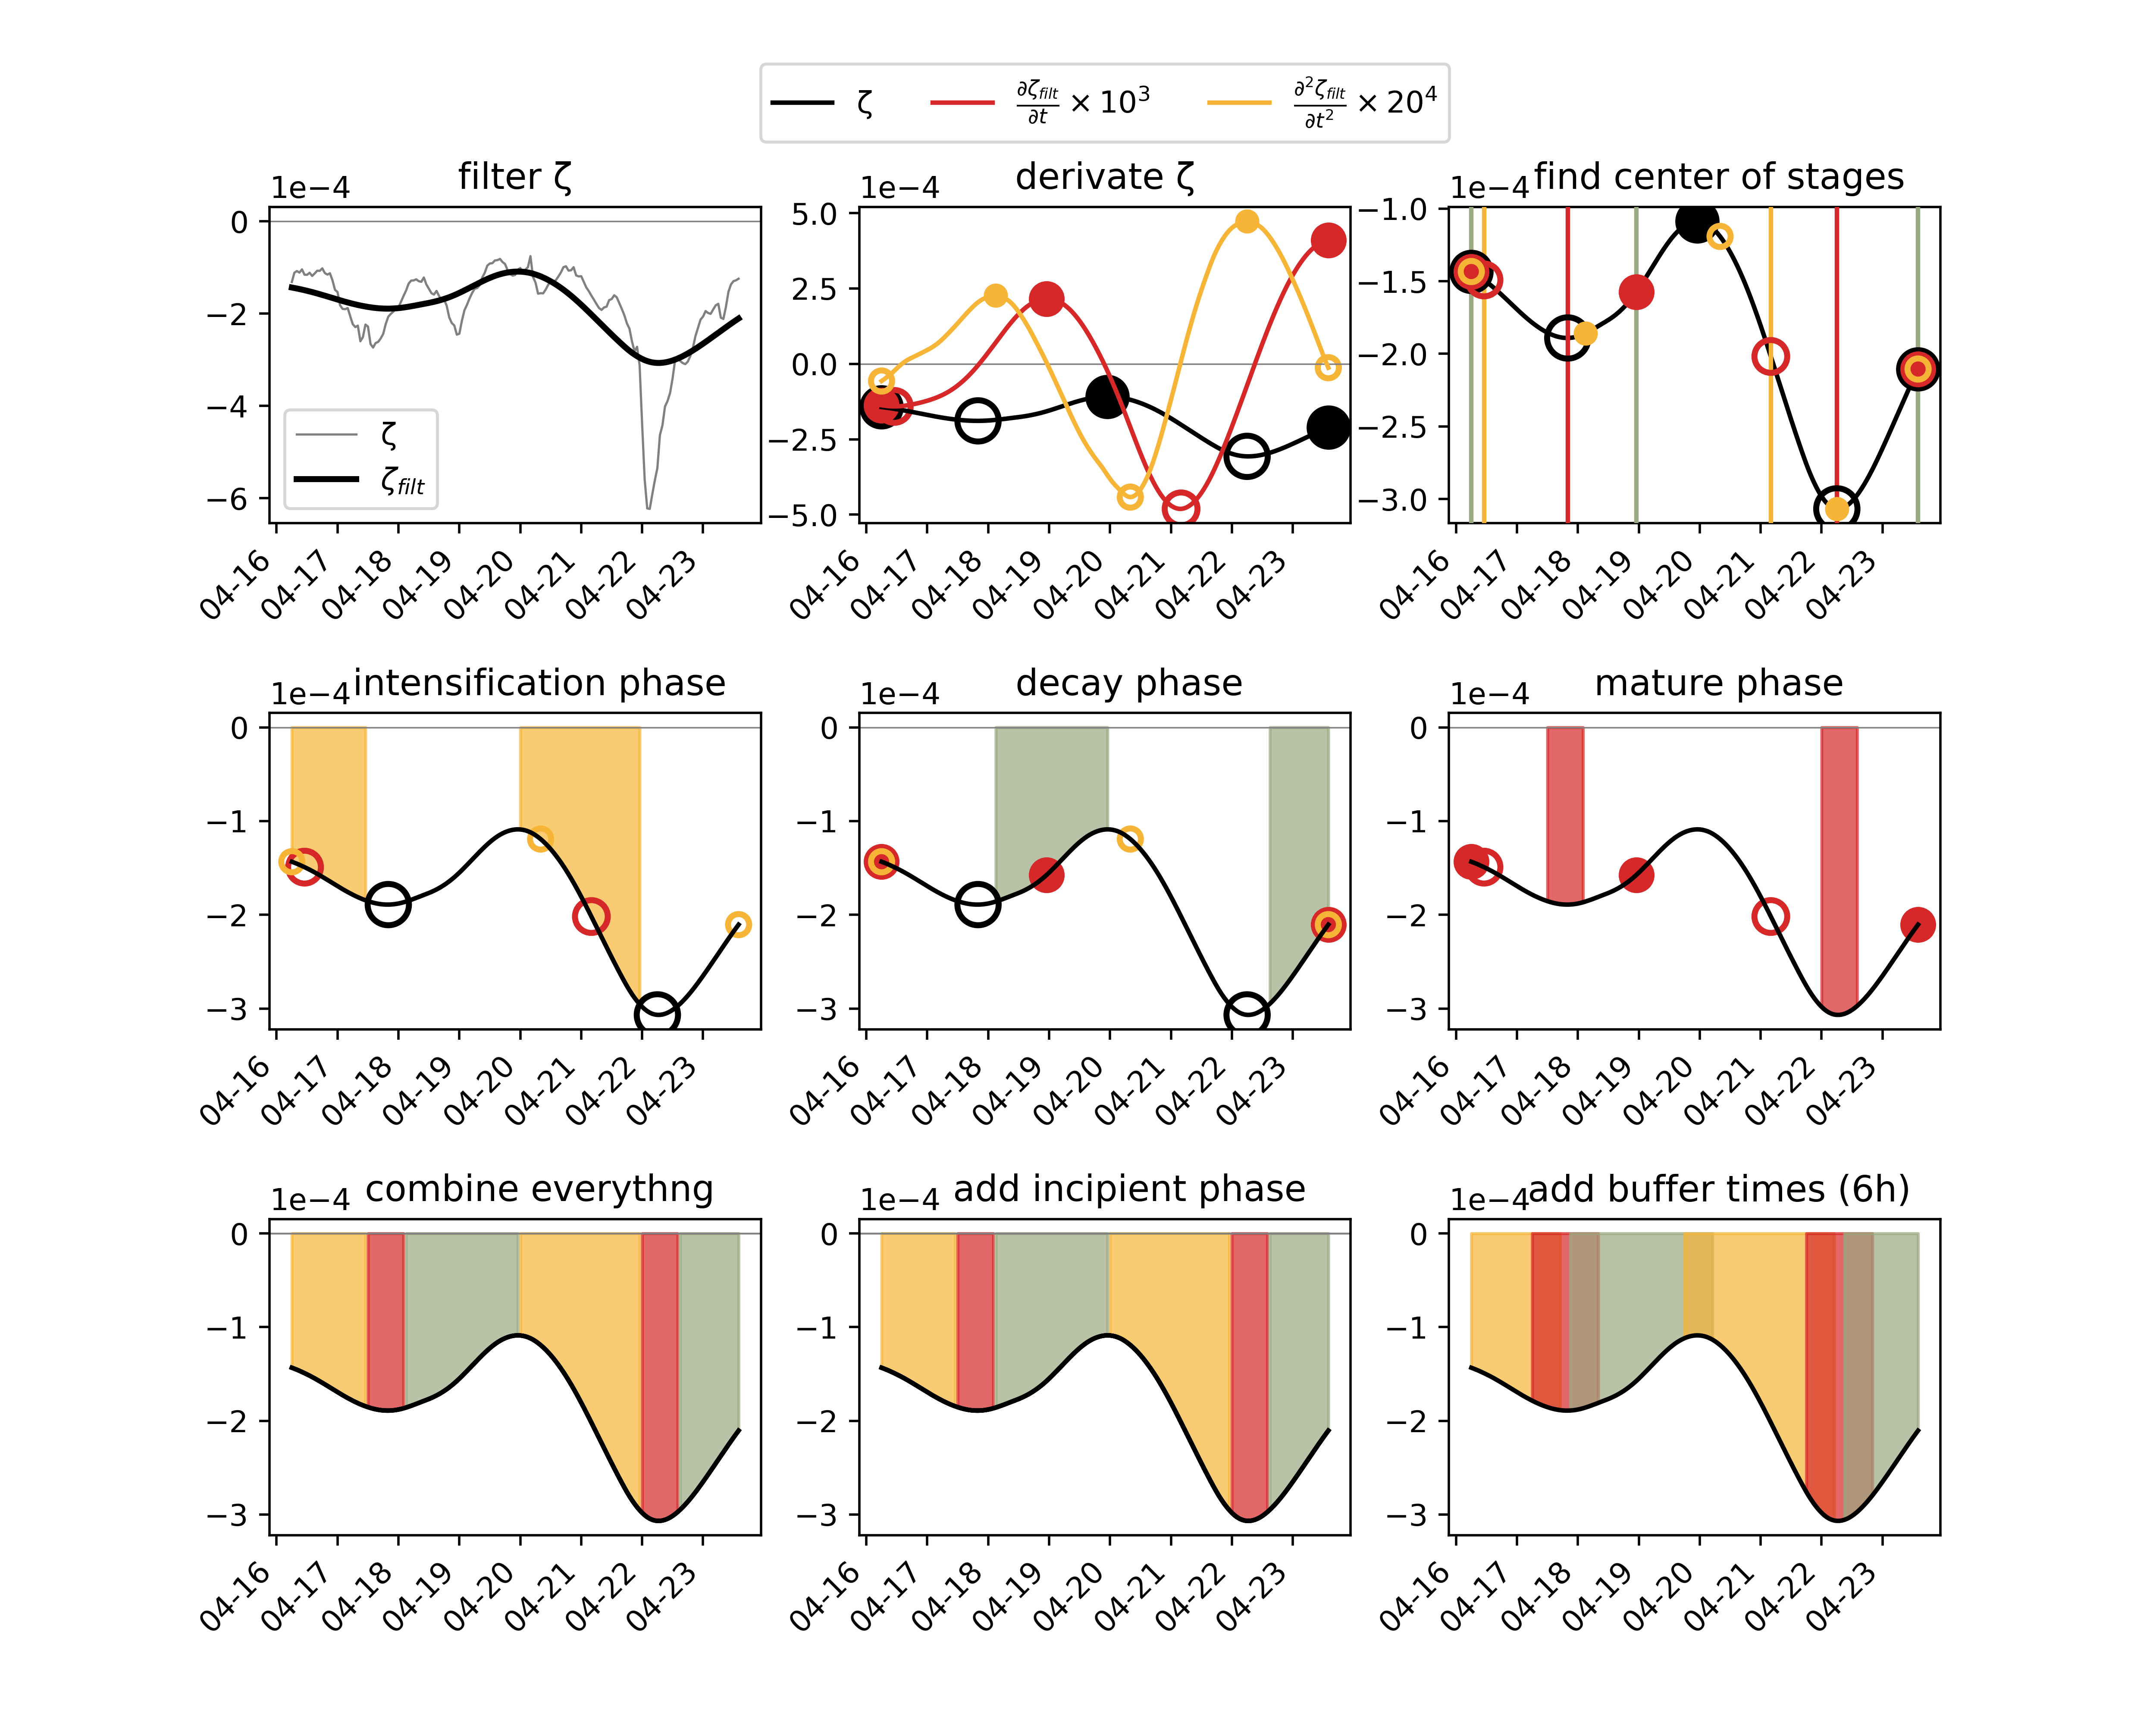 ζ ∂ζ_filt/∂t × 10³ ∂²ζ_filt/∂t² × 20⁴
filter ζ
1e−4
0
−2
−4
−6
ζ
ζ_filt
04-16 04-17 04-18 04-19 04-20 04-21 04-22 04-23
derivate ζ
1e−4
5.0
2.5
0.0
−2.5
−5.0
04-16 04-17 04-18 04-19 04-20 04-21 04-22 04-23
find center of stages
1e−4
−1.0
−1.5
−2.0
−2.5
−3.0
04-16 04-17 04-18 04-19 04-20 04-21 04-22 04-23
intensification phase
1e−4
0
−1
−2
−3
04-16 04-17 04-18 04-19 04-20 04-21 04-22 04-23
decay phase
1e−4
0
−1
−2
−3
04-16 04-17 04-18 04-19 04-20 04-21 04-22 04-23
mature phase
1e−4
0
−1
−2
−3
04-16 04-17 04-18 04-19 04-20 04-21 04-22 04-23
combine everythng
1e−4
0
−1
−2
−3
04-16 04-17 04-18 04-19 04-20 04-21 04-22 04-23
add incipient phase
1e−4
0
−1
−2
−3
04-16 04-17 04-18 04-19 04-20 04-21 04-22 04-23
add buffer times (6h)
1e−4
0
−1
−2
−3
04-16 04-17 04-18 04-19 04-20 04-21 04-22 04-23